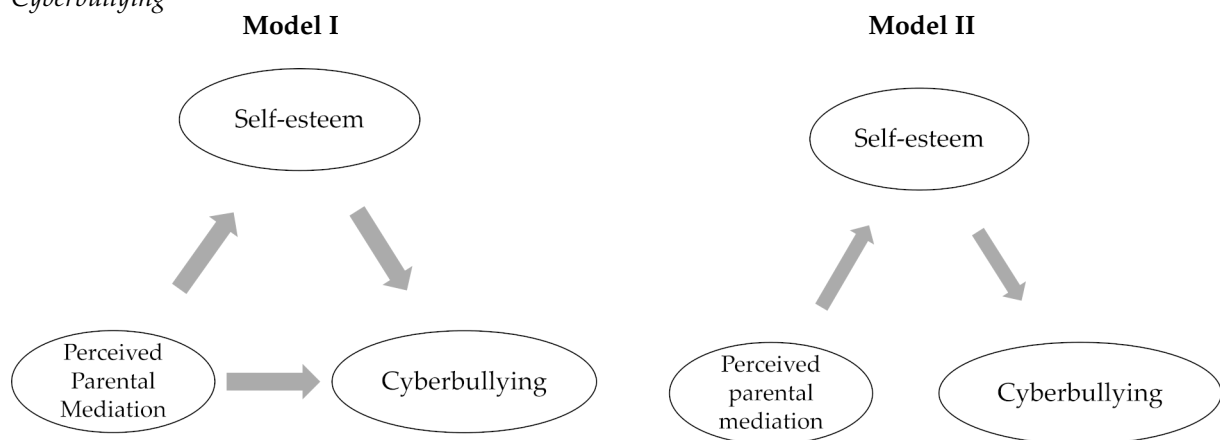 Cyberbullying
Model I
Self-esteem
Perceived
Parental
Mediation
Cyberbullying
Model II
Self-esteem
Perceived
parental
mediation
Cyberbullying